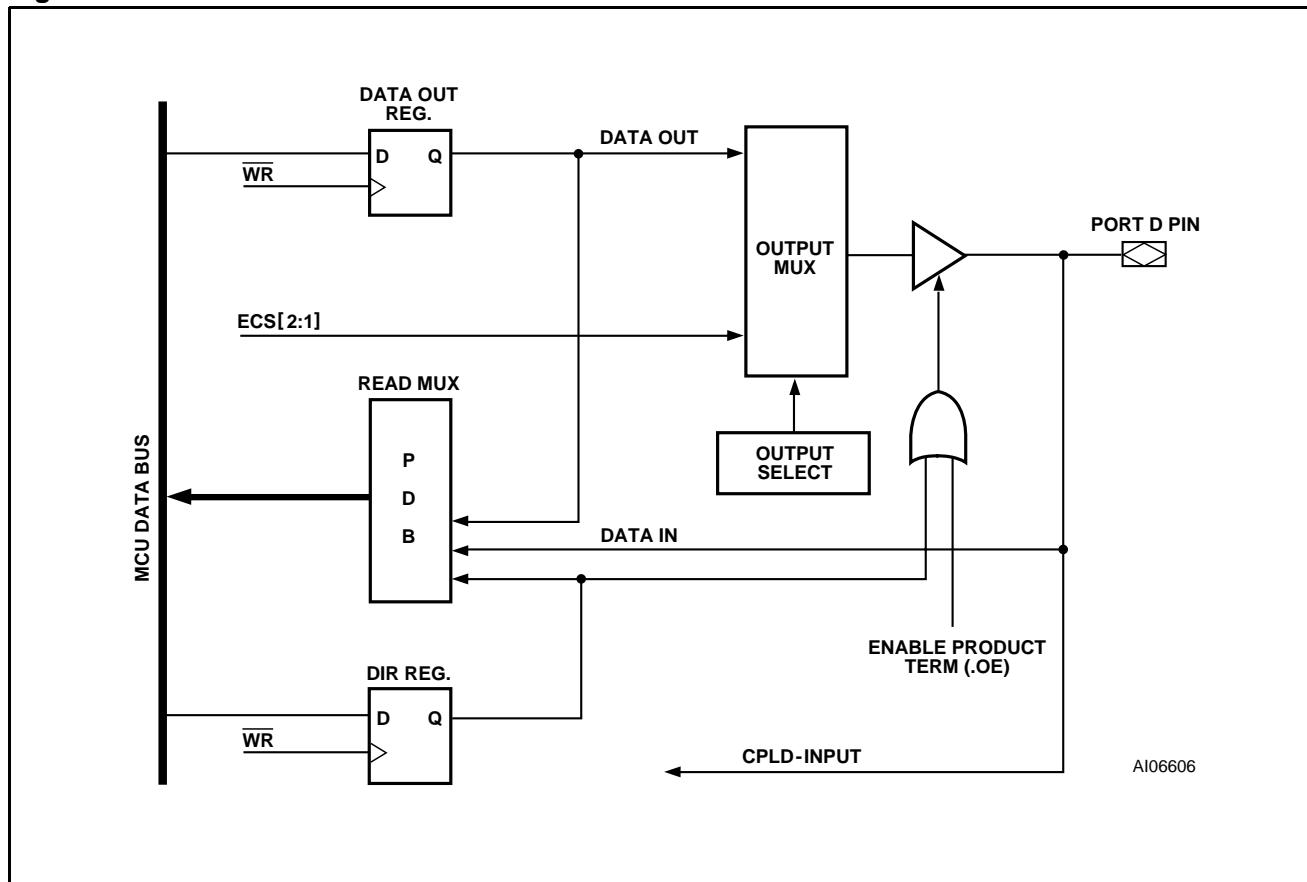 DATA OUT
REG.
D Q
WR
DATA OUT
OUTPUT
MUX
PORT D PIN
ECS[2:1]
READ MUX
P
D
B
MCU DATA BUS
OUTPUT
SELECT
DATA IN
ENABLE PRODUCT
TERM (.OE)
DIR REG.
D Q
WR
CPLD-INPUT
AI06606